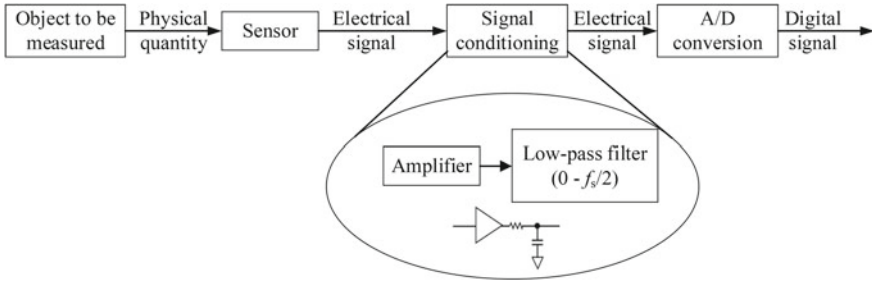 Object to be
measured
Physical
quantity
Sensor
Electrical
signal
Signal
conditioning
Electrical
signal
A/D
conversion
Digital
signal
Amplifier
Low-pass filter
(0 - fs/2)